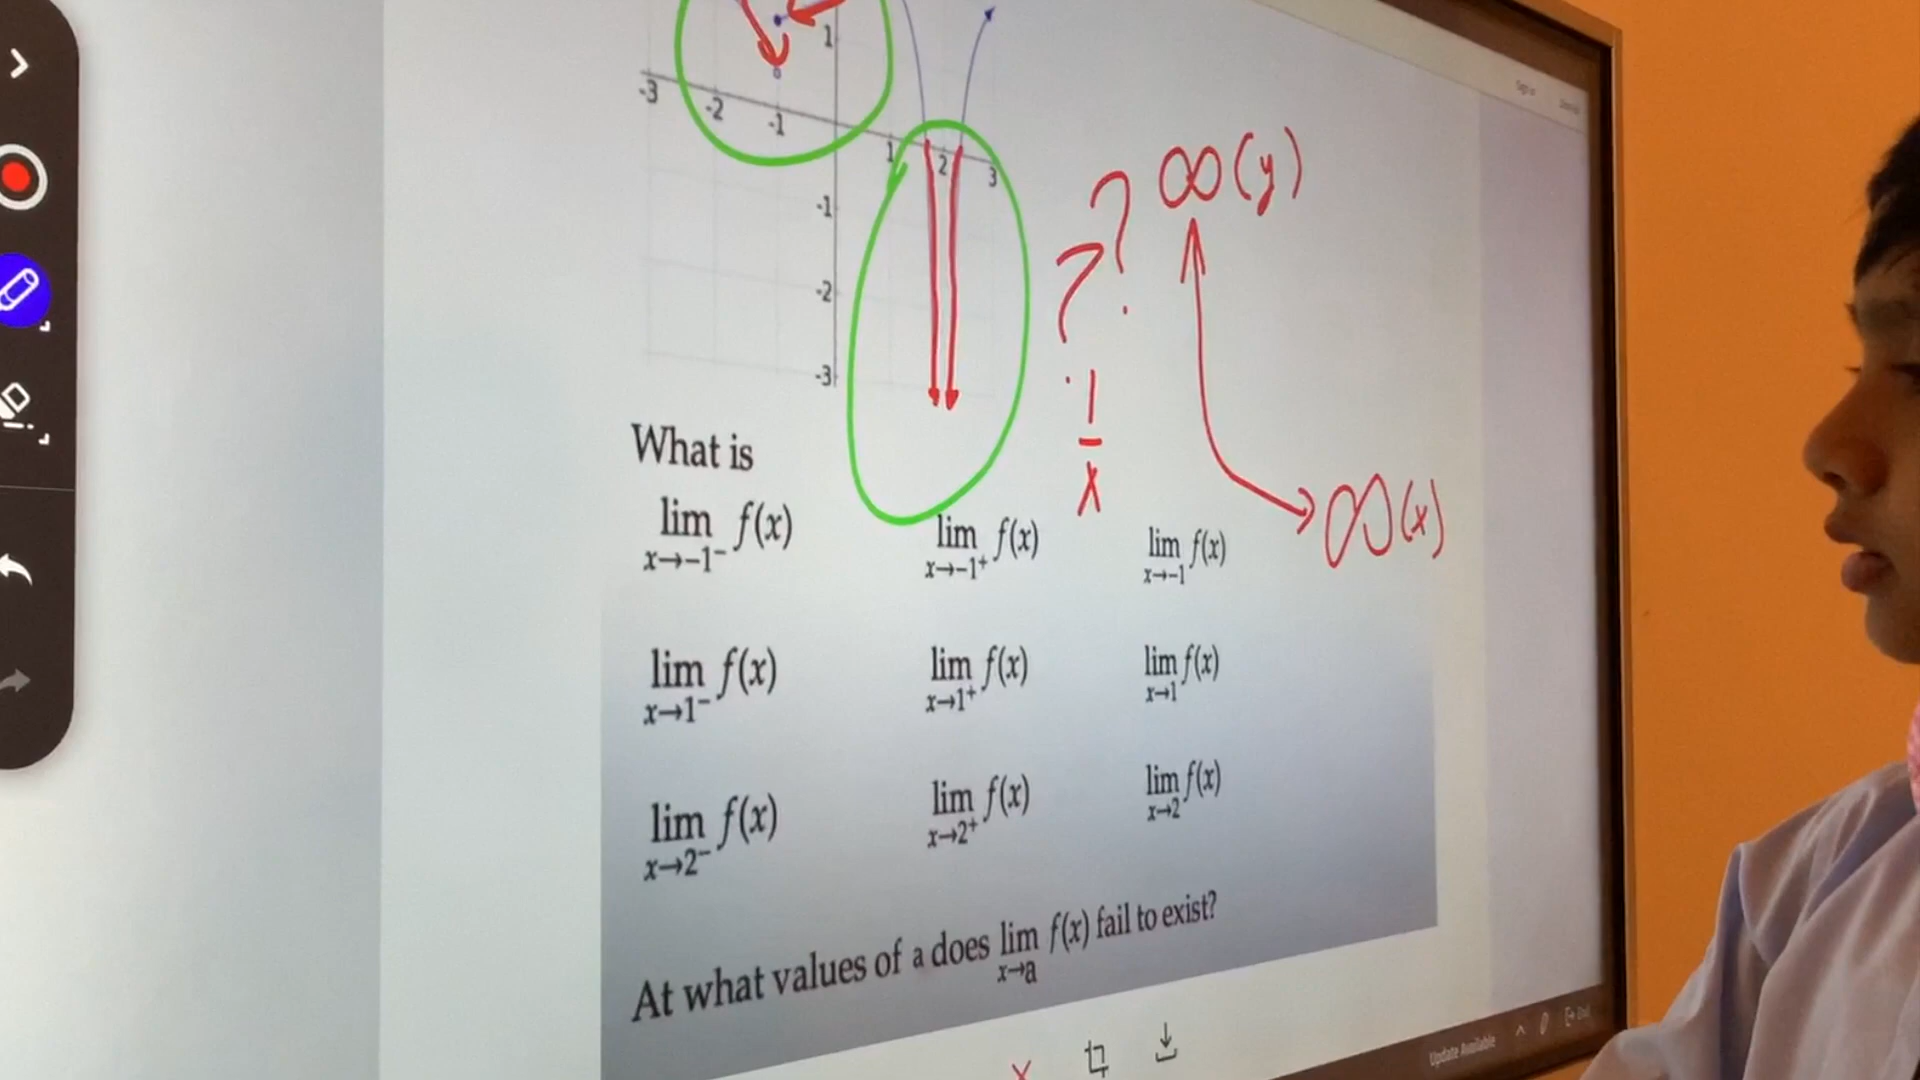 1
-3 -2 -1 1 2 3
-1
-2
-3
? ? ∞(y)
1
x
∞(x)
What is
lim x→-1⁻ f(x) lim x→-1⁺ f(x) lim x→-1 f(x)
lim x→1⁻ f(x) lim x→1⁺ f(x) lim x→1 f(x)
lim x→2⁻ f(x) lim x→2⁺ f(x) lim x→2 f(x)
At what values of a does lim x→a f(x) fail to exist?
Update Available